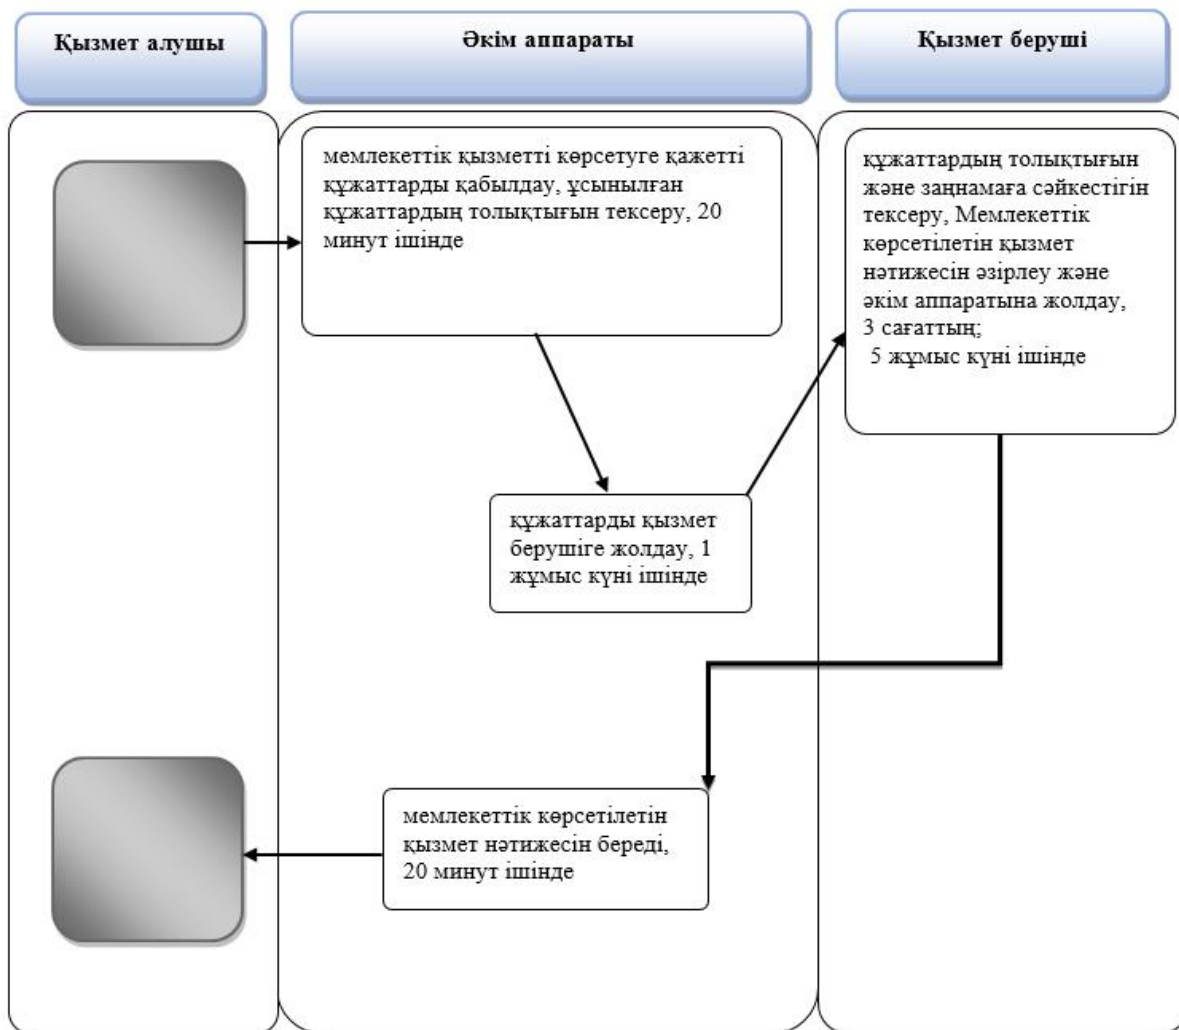 Қызмет алушы
Әкім аппараты
Қызмет беруші
мемлекеттік қызметті көрсетуге қажетті
құжаттарды қабылдау, ұсынылған
құжаттардың толықтығын тексеру, 20
минут ішінде
құжаттардың толықтығын
және заңнамаға сәйкестігін
тексеру, Мемлекеттік
көрсетілетін қызмет
нәтижесін әзірлеу және
әкім аппаратына жолдау,
3 сағаттың;
5 жұмыс күні ішінде
құжаттарды қызмет
берушіге жолдау, 1
жұмыс күні ішінде
мемлекеттік көрсетілетін
қызмет нәтижесін береді,
20 минут ішінде